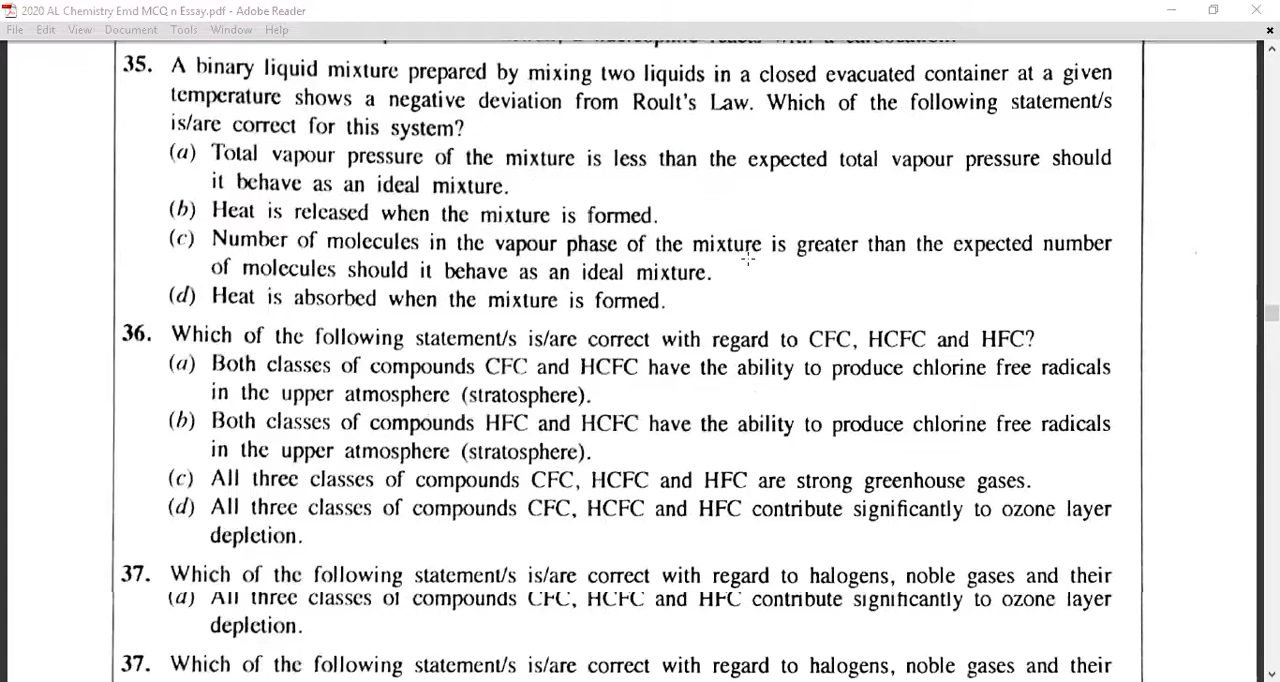 2020 AL Chemistry Emd MCQ n Essay.pdf - Adobe Reader
File Edit View Document Tools Window Help
35. A binary liquid mixture prepared by mixing two liquids in a closed evacuated container at a given
temperature shows a negative deviation from Roult's Law. Which of the following statement/s
is/are correct for this system?
(a) Total vapour pressure of the mixture is less than the expected total vapour pressure should
it behave as an ideal mixture.
(b) Heat is released when the mixture is formed.
(c) Number of molecules in the vapour phase of the mixture is greater than the expected number
of molecules should it behave as an ideal mixture.
(d) Heat is absorbed when the mixture is formed.
36. Which of the following statement/s is/are correct with regard to CFC, HCFC and HFC?
(a) Both classes of compounds CFC and HCFC have the ability to produce chlorine free radicals
in the upper atmosphere (stratosphere).
(b) Both classes of compounds HFC and HCFC have the ability to produce chlorine free radicals
in the upper atmosphere (stratosphere).
(c) All three classes of compounds CFC, HCFC and HFC are strong greenhouse gases.
(d) All three classes of compounds CFC, HCFC and HFC contribute significantly to ozone layer
depletion.
37. Which of the following statement/s is/are correct with regard to halogens, noble gases and their
(d) All three classes of compounds CFC, HCFC and HFC contribute significantly to ozone layer
depletion.
37. Which of the following statement/s is/are correct with regard to halogens, noble gases and their